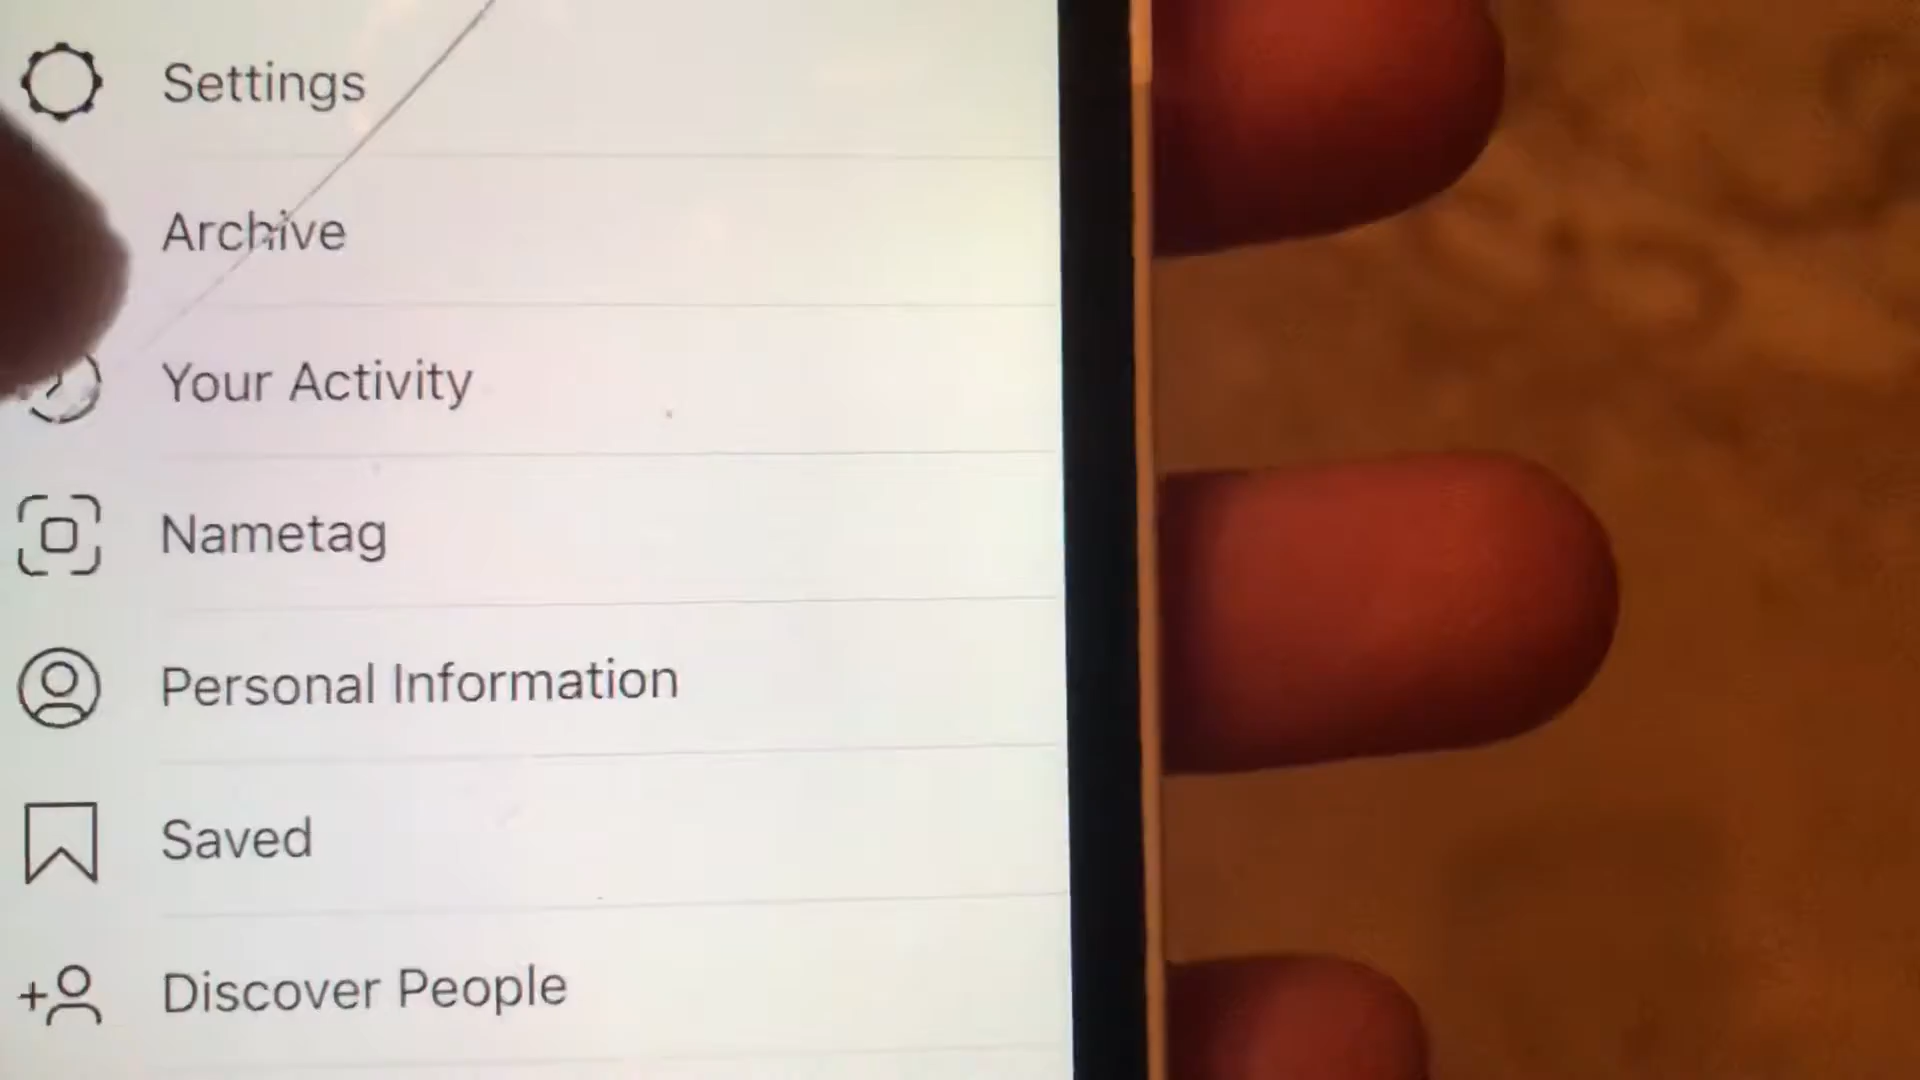 Settings
Archive
Your Activity
Nametag
Personal Information
Saved
Discover People